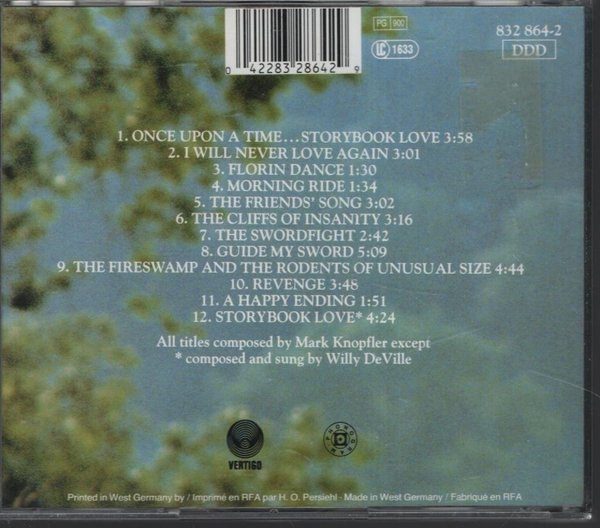 PG 900
LC 1633
832 864-2
DDD
0 42283 28642 9
1. ONCE UPON A TIME...STORYBOOK LOVE 3:58
2. I WILL NEVER LOVE AGAIN 3:01
3. FLORIN DANCE 1:30
4. MORNING RIDE 1:34
5. THE FRIENDS' SONG 3:02
6. THE CLIFFS OF INSANITY 3:16
7. THE SWORDFIGHT 2:42
8. GUIDE MY SWORD 5:09
9. THE FIRESWAMP AND THE RODENTS OF UNUSUAL SIZE 4:44
10. REVENGE 3:48
11. A HAPPY ENDING 1:51
12. STORYBOOK LOVE* 4:24
All titles composed by Mark Knopfler except
* composed and sung by Willy DeVille
VERTIGO
PHONOGRAM
Printed in West Germany by / Imprimé en RFA par H. O. Persiehl · Made in West Germany / Fabriqué en RFA